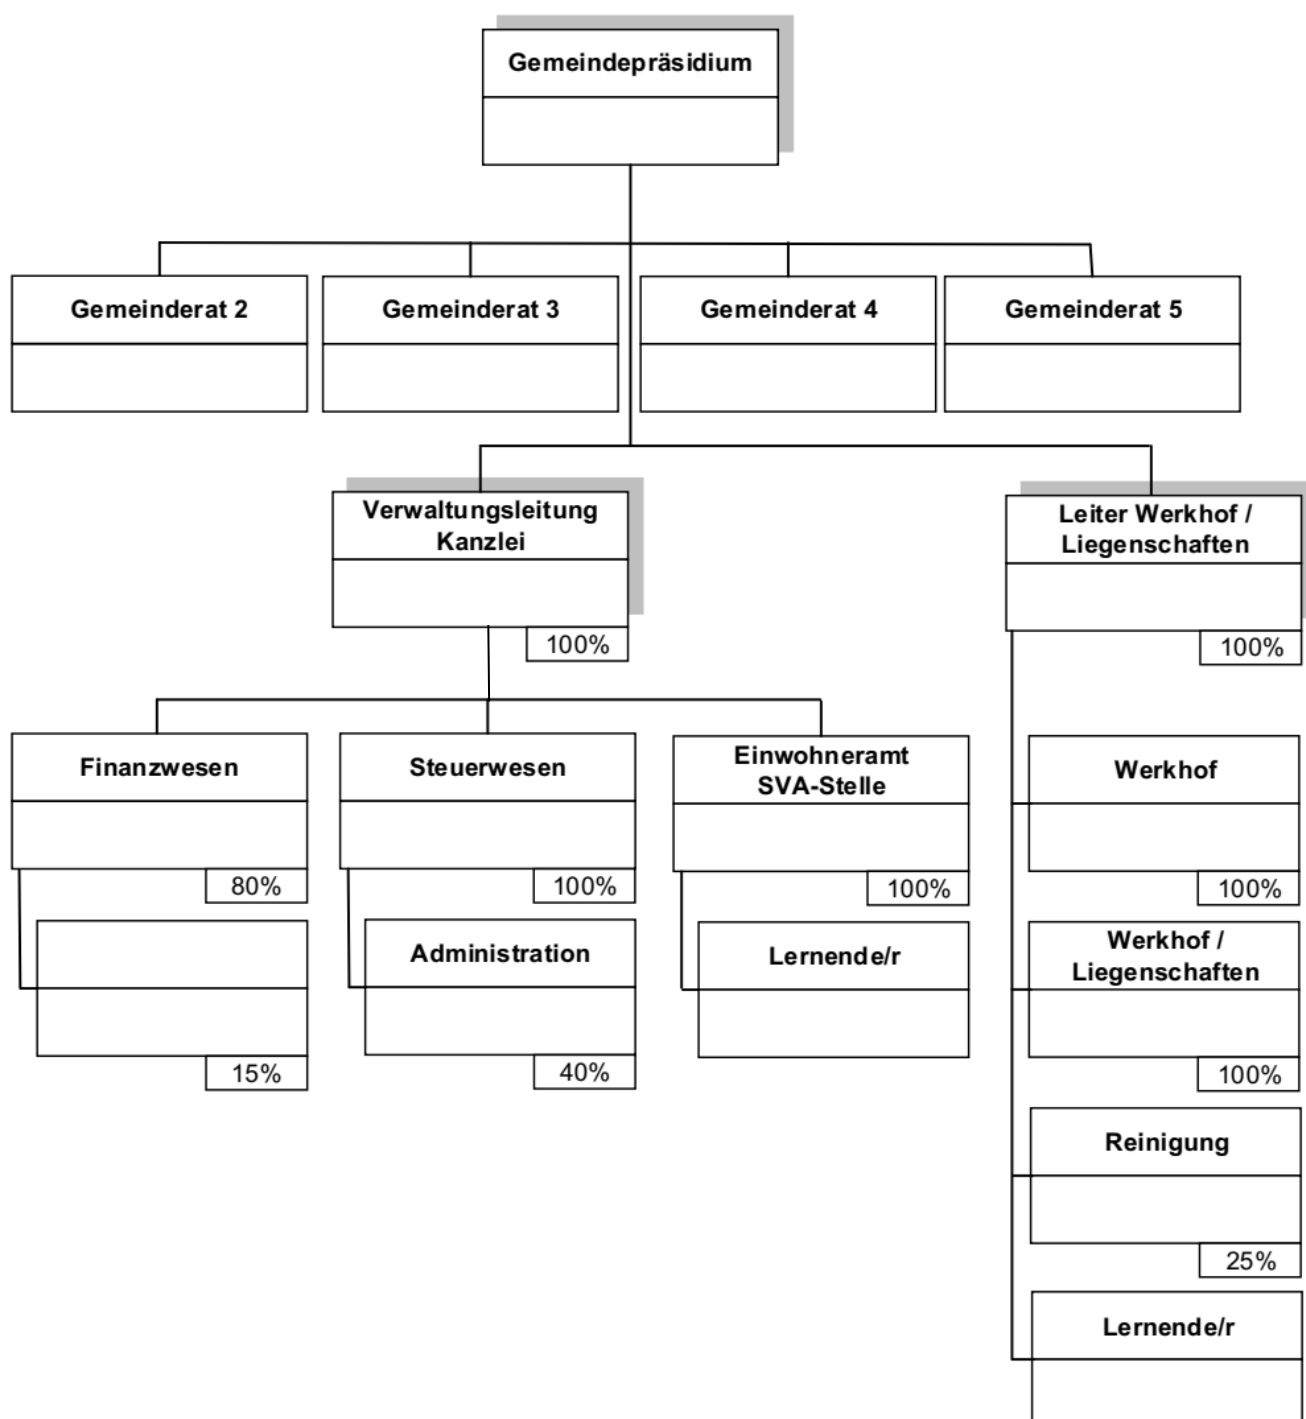 Gemeindepräsidium
Gemeinderat 2
Gemeinderat 3
Gemeinderat 4
Gemeinderat 5
Verwaltungsleitung
Kanzlei
100%
Leiter Werkhof /
Liegenschaften
100%
Finanzwesen
80%
Steuerwesen
100%
Einwohneramt
SVA-Stelle
100%
Werkhof
100%
15%
Administration
40%
Lernende/r
Werkhof /
Liegenschaften
100%
Reinigung
25%
Lernende/r